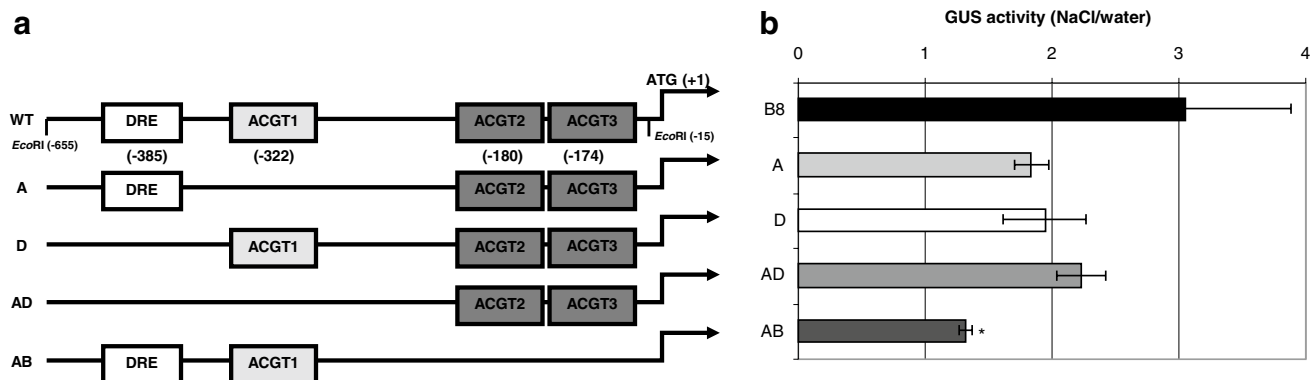 a
ATG (+1)
WT DRE ACGT1 ACGT2 ACGT3
EcoRI (-655) EcoRI (-15)
(-385) (-322) (-180) (-174)
A DRE ACGT2 ACGT3
D ACGT1 ACGT2 ACGT3
AD ACGT2 ACGT3
AB DRE ACGT1
b
GUS activity (NaCl/water)
0 1 2 3 4
B8
A
D
AD
AB *